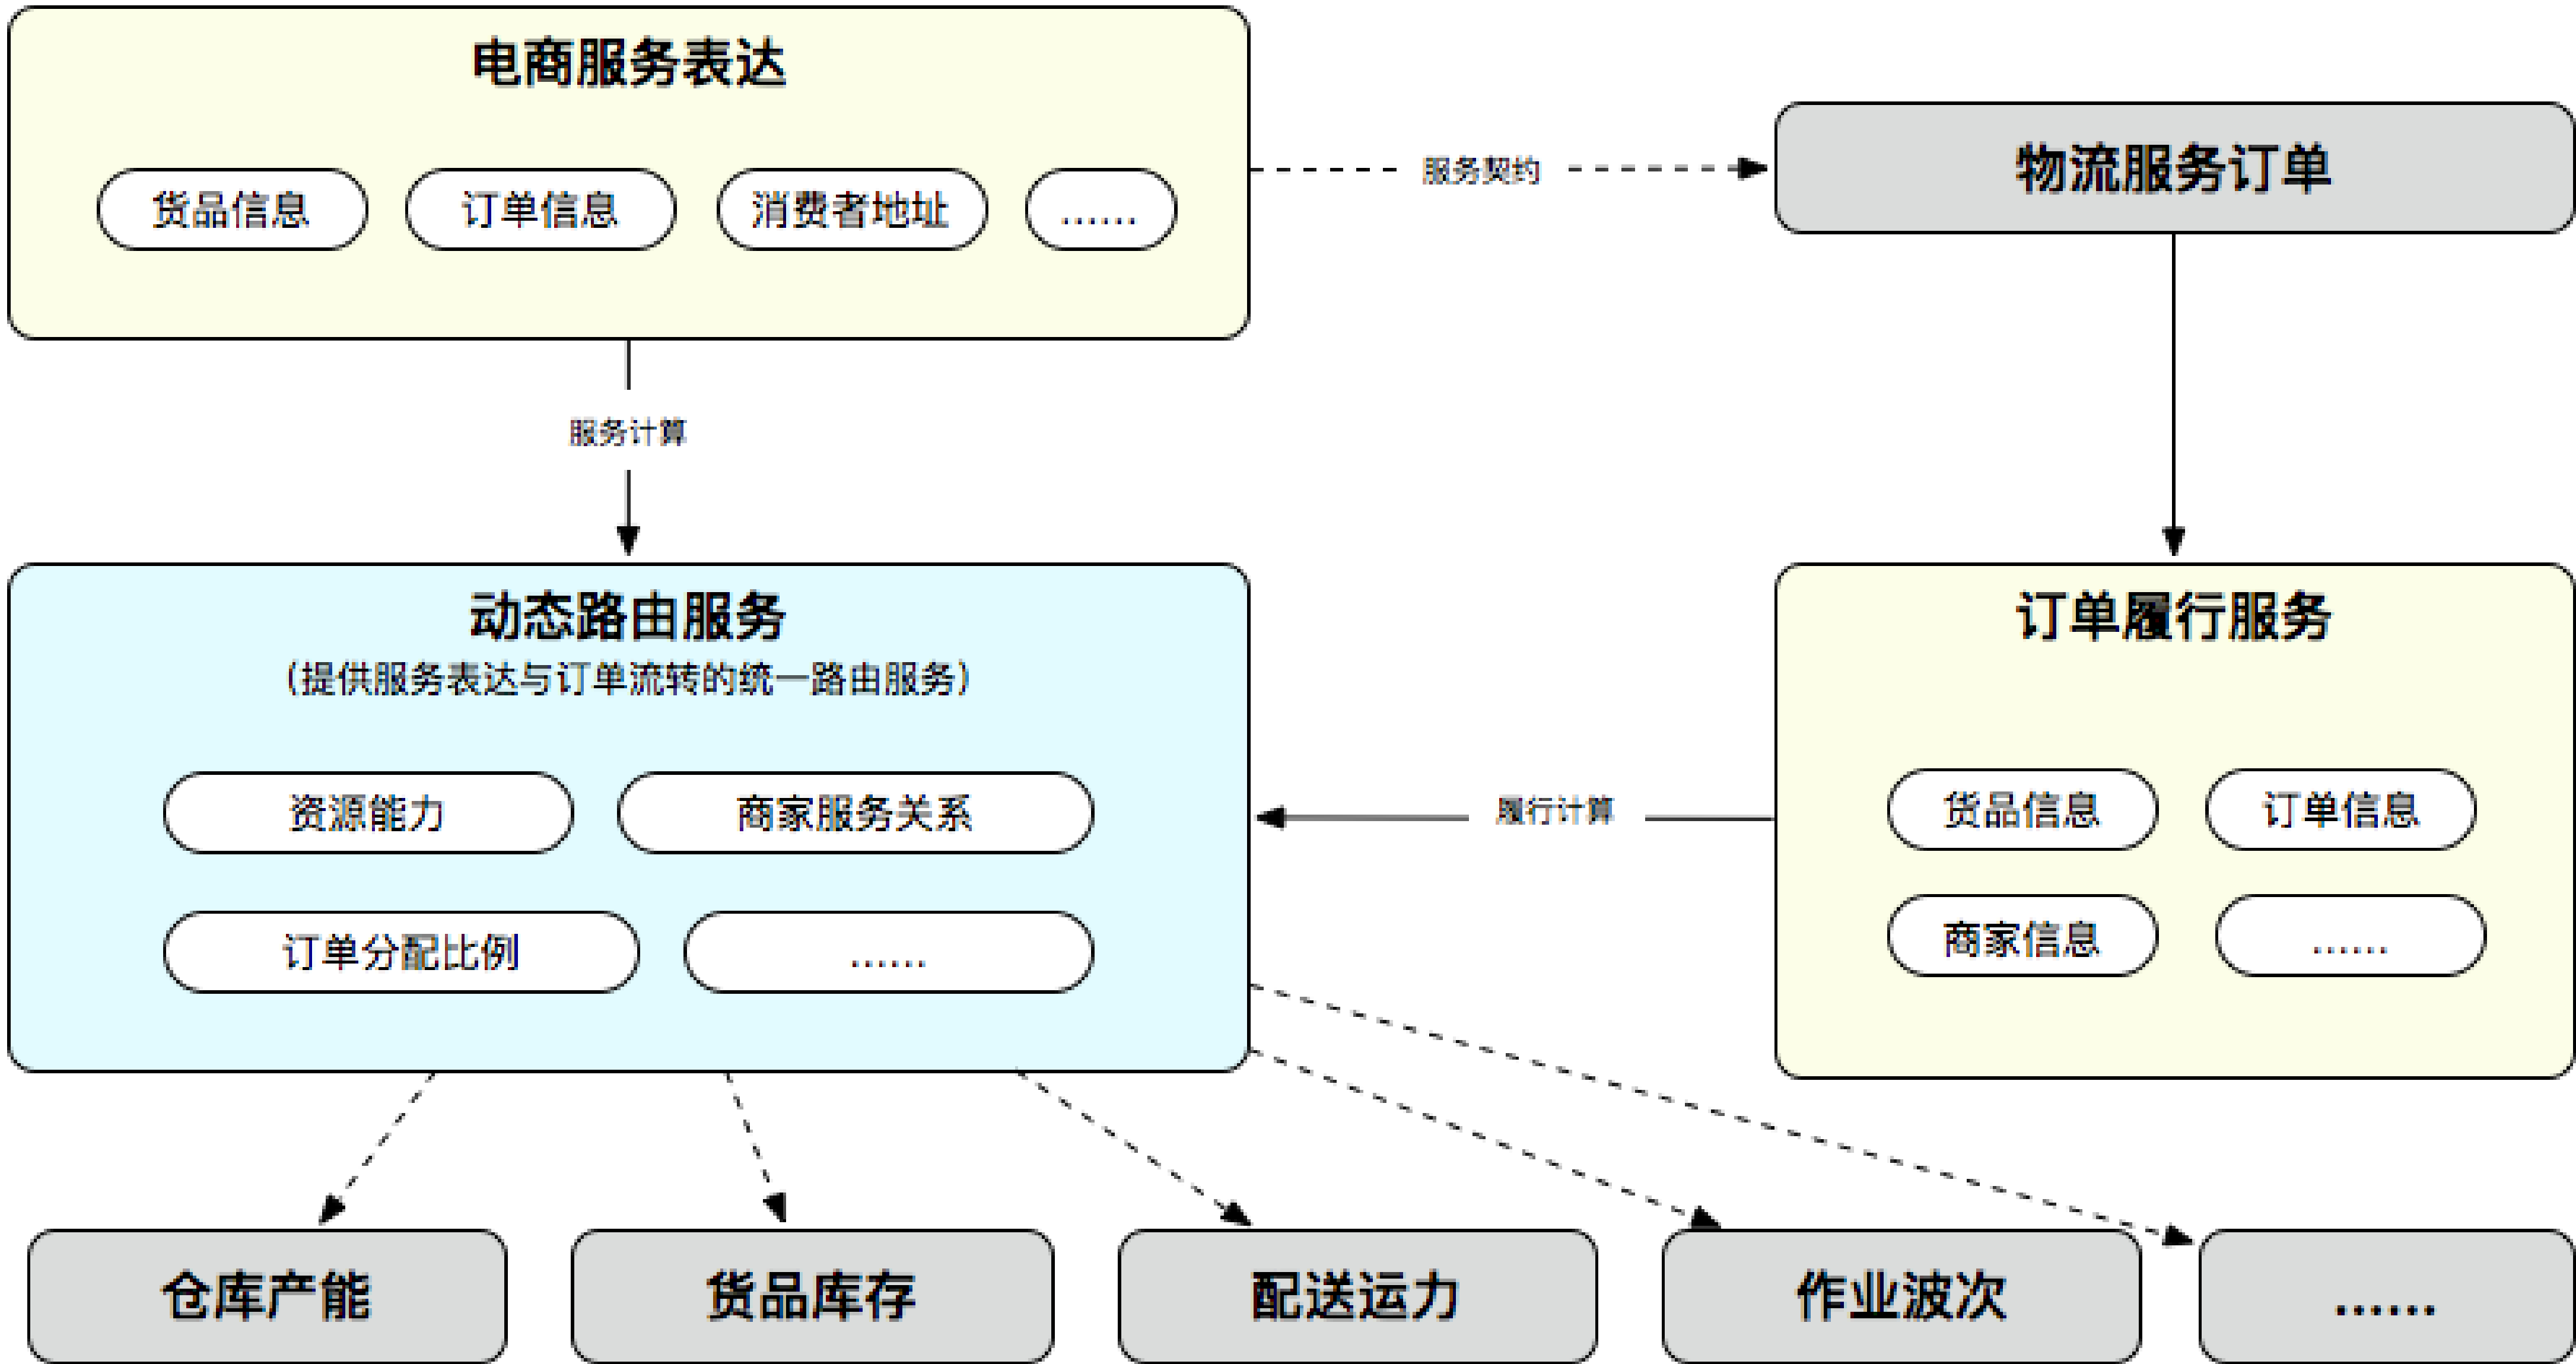 电商服务表达
货品信息
订单信息
消费者地址
......
服务契约
物流服务订单
服务计算
动态路由服务
（提供服务表达与订单流转的统一路由服务）
资源能力
商家服务关系
订单分配比例
......
履行计算
订单履行服务
货品信息
订单信息
商家信息
......
仓库产能
货品库存
配送运力
作业波次
......